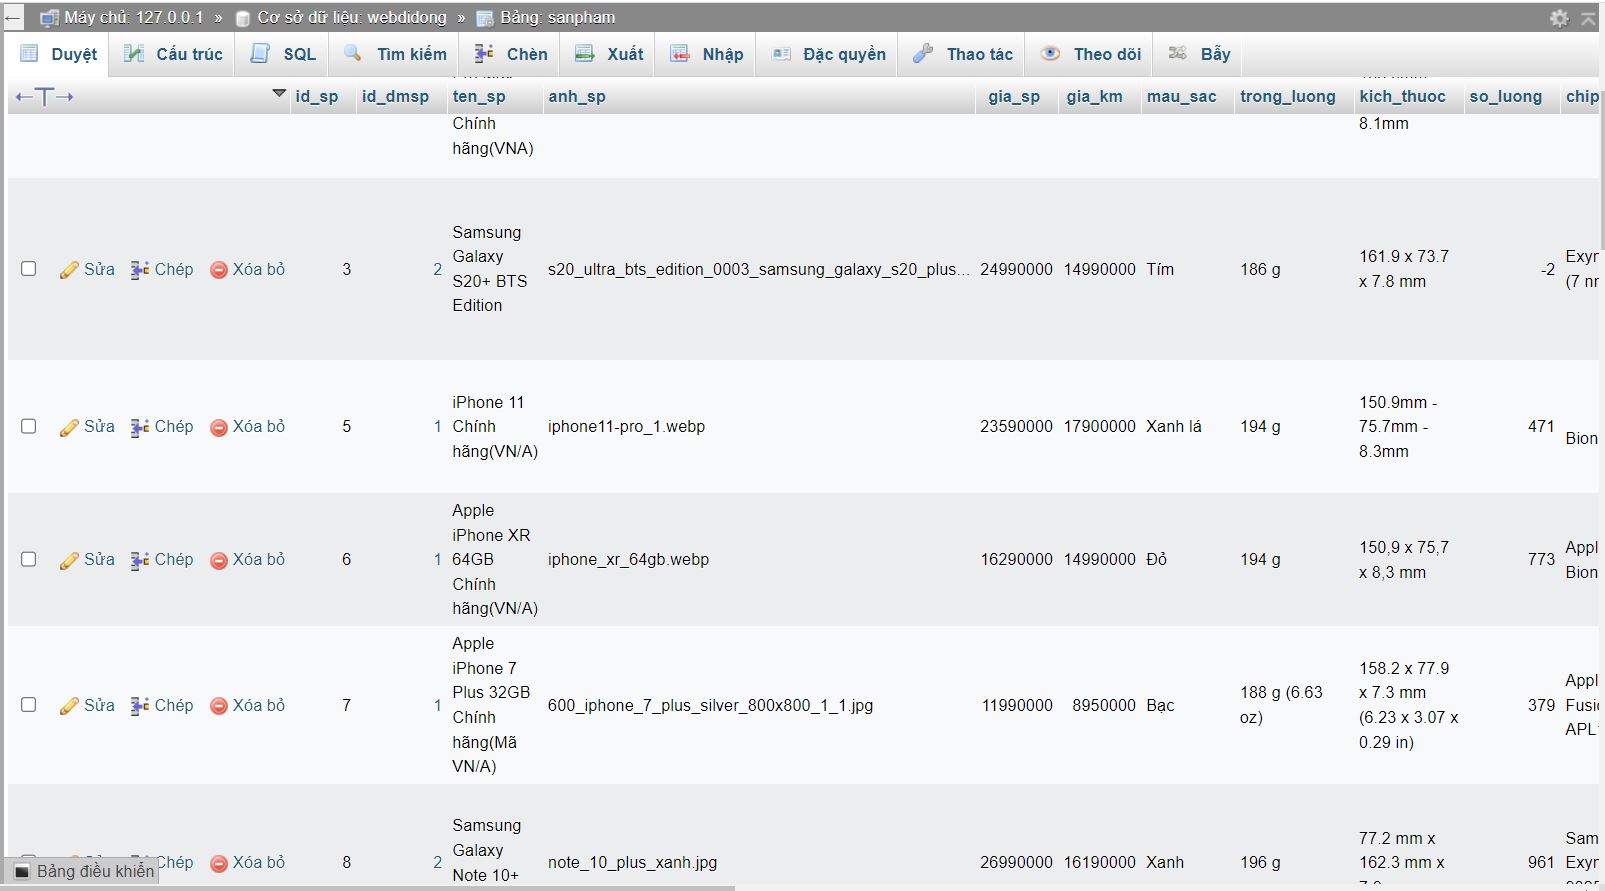 Máy chủ: 127.0.0.1 » Cơ sở dữ liệu: webdidong » Bảng: sanpham
Duyệt Cấu trúc SQL Tìm kiếm Chèn Xuất Nhập Đặc quyền Thao tác Theo dõi Bẫy
id_sp id_dmsp ten_sp anh_sp gia_sp gia_km mau_sac trong_luong kich_thuoc so_luong chip
Chính
hãng(VNA)
8.1mm
Sửa Chép Xóa bỏ 3 2
Samsung
Galaxy
S20+ BTS
Edition
s20_ultra_bts_edition_0003_samsung_galaxy_s20_plus... 24990000 14990000 Tím 186 g
161.9 x 73.7
x 7.8 mm
-2
Exyn
(7 nr
Sửa Chép Xóa bỏ 5 1
iPhone 11
Chính
hãng(VN/A)
iphone11-pro_1.webp 23590000 17900000 Xanh lá 194 g
150.9mm -
75.7mm -
8.3mm
471
Bion
Sửa Chép Xóa bỏ 6 1
Apple
iPhone XR
64GB
Chính
hãng(VN/A)
iphone_xr_64gb.webp 16290000 14990000 Đỏ 194 g
150,9 x 75,7
x 8,3 mm
773
Appl
Bion
Sửa Chép Xóa bỏ 7 1
Apple
iPhone 7
Plus 32GB
Chính
hãng(Mã
VN/A)
600_iphone_7_plus_silver_800x800_1_1.jpg 11990000 8950000 Bạc
188 g (6.63
oz)
158.2 x 77.9
x 7.3 mm
(6.23 x 3.07 x
0.29 in)
379
Appl
Fusio
APL
Chép Xóa bỏ 8 2
Samsung
Galaxy
Note 10+
note_10_plus_xanh.jpg 26990000 16190000 Xanh 196 g
77.2 mm x
162.3 mm x
961
Sam
Exyn
Bảng điều khiển